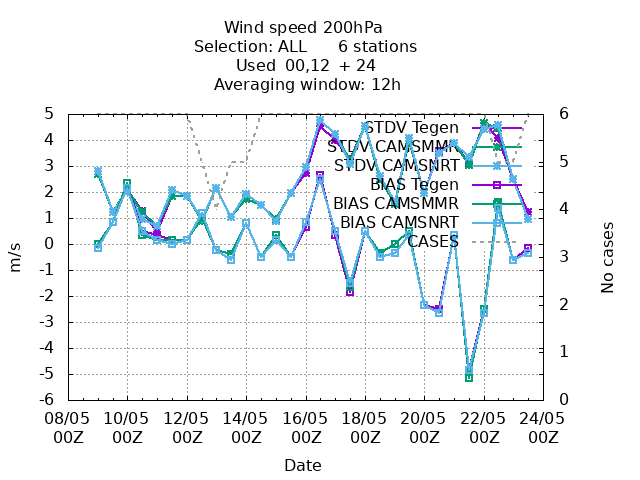 Wind speed 200hPa
Selection: ALL      6 stations
Used  00,12  + 24
Averaging window: 12h
STDV Tegen
STDV CAMSMMR
STDV CAMSNRT
BIAS Tegen
BIAS CAMSMMR
BIAS CAMSNRT
CASES
m/s
5
4
3
2
1
0
-1
-2
-3
-4
-5
-6
No cases
6
5
4
3
2
1
0
08/05 10/05 12/05 14/05 16/05 18/05 20/05 22/05 24/05
00Z 00Z 00Z 00Z 00Z 00Z 00Z 00Z 00Z
Date